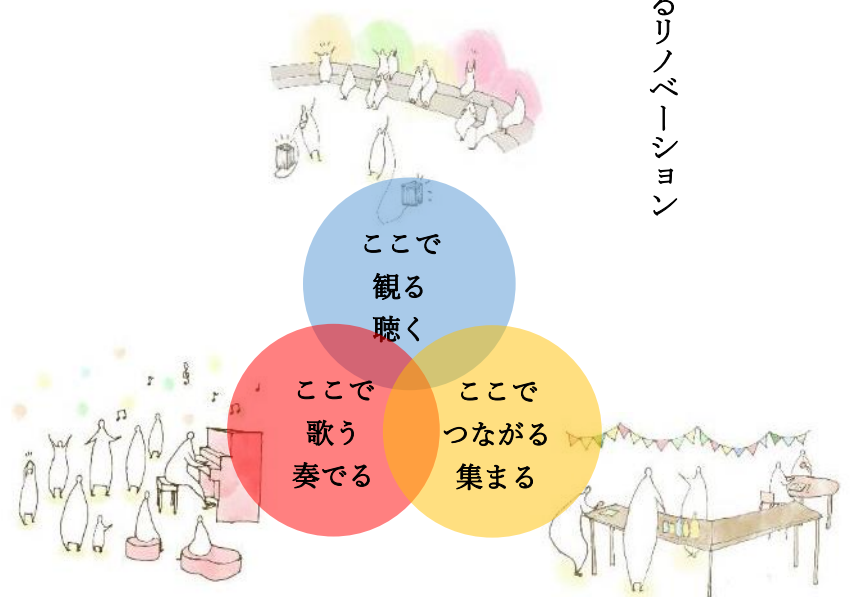 るリノベーション
ここで
観る
聴く
ここで
歌う
奏でる
ここで
つながる
集まる